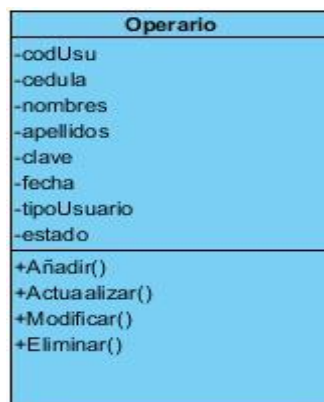 Operario
-codUsu
-cedula
-nombres
-apellidos
-clave
-fecha
-tipoUsuario
-estado
+Añadir()
+Actuaalizar()
+Modificar()
+Eliminar()